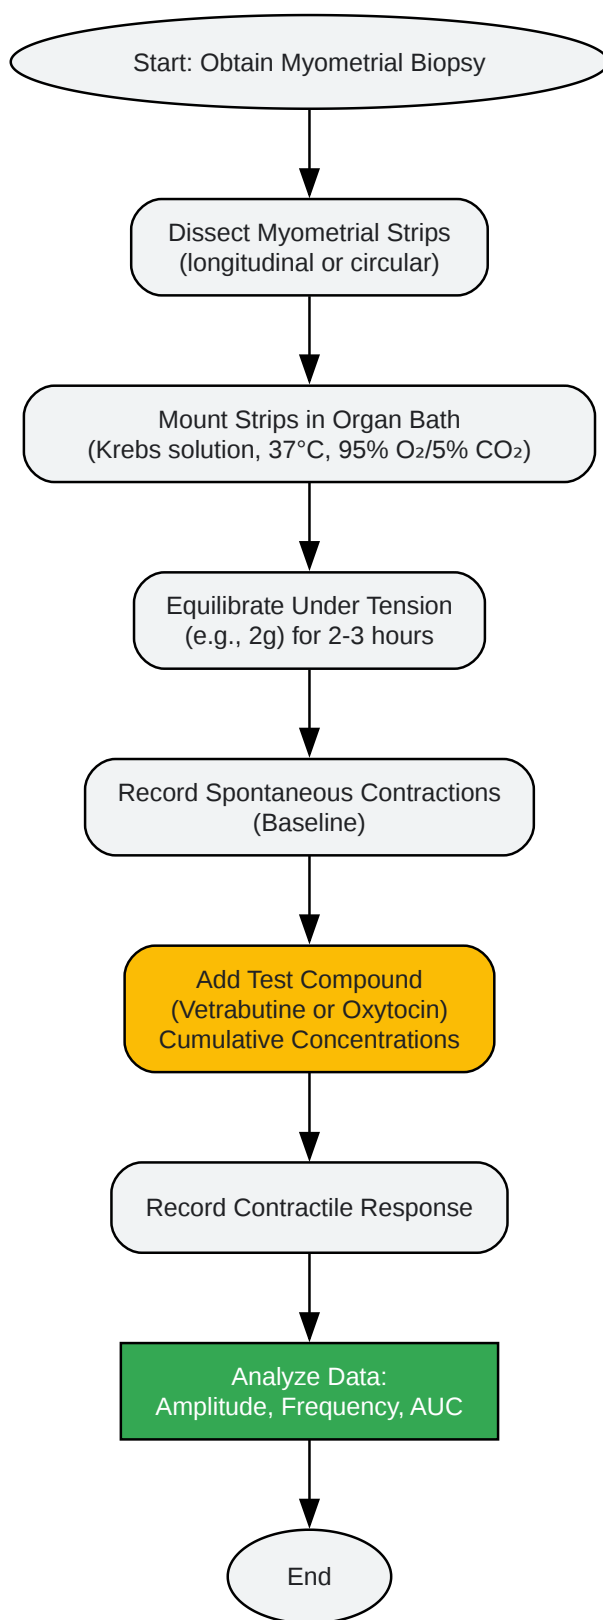 Start: Obtain Myometrial Biopsy
Dissect Myometrial Strips
(longitudinal or circular)
Mount Strips in Organ Bath
(Krebs solution, 37°C, 95% O₂/5% CO₂)
Equilibrate Under Tension
(e.g., 2g) for 2-3 hours
Record Spontaneous Contractions
(Baseline)
Add Test Compound
(Vetrabutine or Oxytocin)
Cumulative Concentrations
Record Contractile Response
Analyze Data:
Amplitude, Frequency, AUC
End